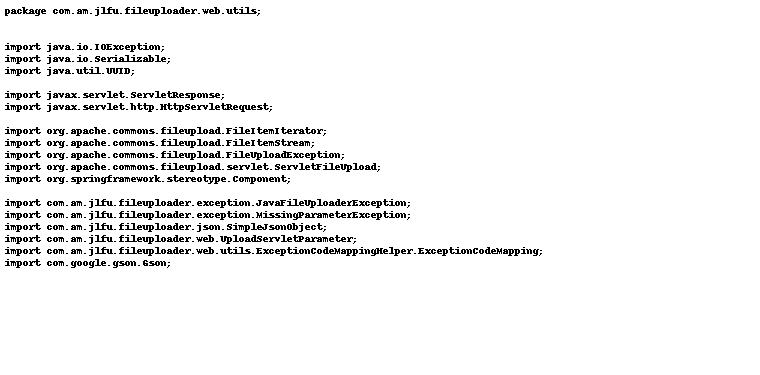 package com.am.jlfu.fileuploader.web.utils;
import java.io.IOException;
import java.io.Serializable;
import java.util.UUID;
import javax.servlet.ServletResponse;
import javax.servlet.http.HttpServletRequest;
import org.apache.commons.fileupload.FileItemIterator;
import org.apache.commons.fileupload.FileItemStream;
import org.apache.commons.fileupload.FileUploadException;
import org.apache.commons.fileupload.servlet.ServletFileUpload;
import org.springframework.stereotype.Component;
import com.am.jlfu.fileuploader.exception.JavaFileUploaderException;
import com.am.jlfu.fileuploader.exception.MissingParameterException;
import com.am.jlfu.fileuploader.json.SimpleJsonObject;
import com.am.jlfu.fileuploader.web.UploadServletParameter;
import com.am.jlfu.fileuploader.web.utils.ExceptionCodeMappingHelper.ExceptionCodeMapping;
import com.google.gson.Gson;